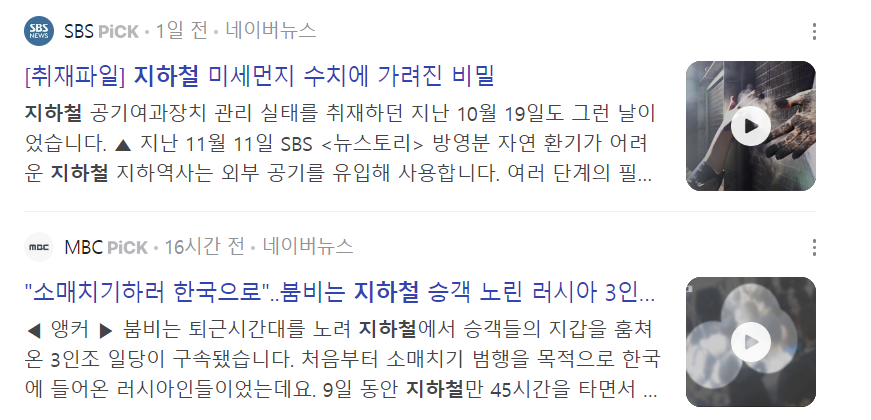 SBS NEWS SBS PiCK · 1일 전 · 네이버뉴스
[취재파일] 지하철 미세먼지 수치에 가려진 비밀
지하철 공기여과장치 관리 실태를 취재하던 지난 10월 19일도 그런 날이
었습니다. ▲ 지난 11월 11일 SBS <뉴스토리> 방영분 자연 환기가 어려
운 지하철 지하역사는 외부 공기를 유입해 사용합니다. 여러 단계의 필...
MBC MBC PiCK · 16시간 전 · 네이버뉴스
"소매치기하러 한국으로"..붐비는 지하철 승객 노린 러시아 3인...
◀ 앵커 ▶ 붐비는 퇴근시간대를 노려 지하철에서 승객들의 지갑을 훔쳐
온 3인조 일당이 구속됐습니다. 처음부터 소매치기 범행을 목적으로 한국
에 들어온 러시아인들이었는데요. 9일 동안 지하철만 45시간을 타면서 ...